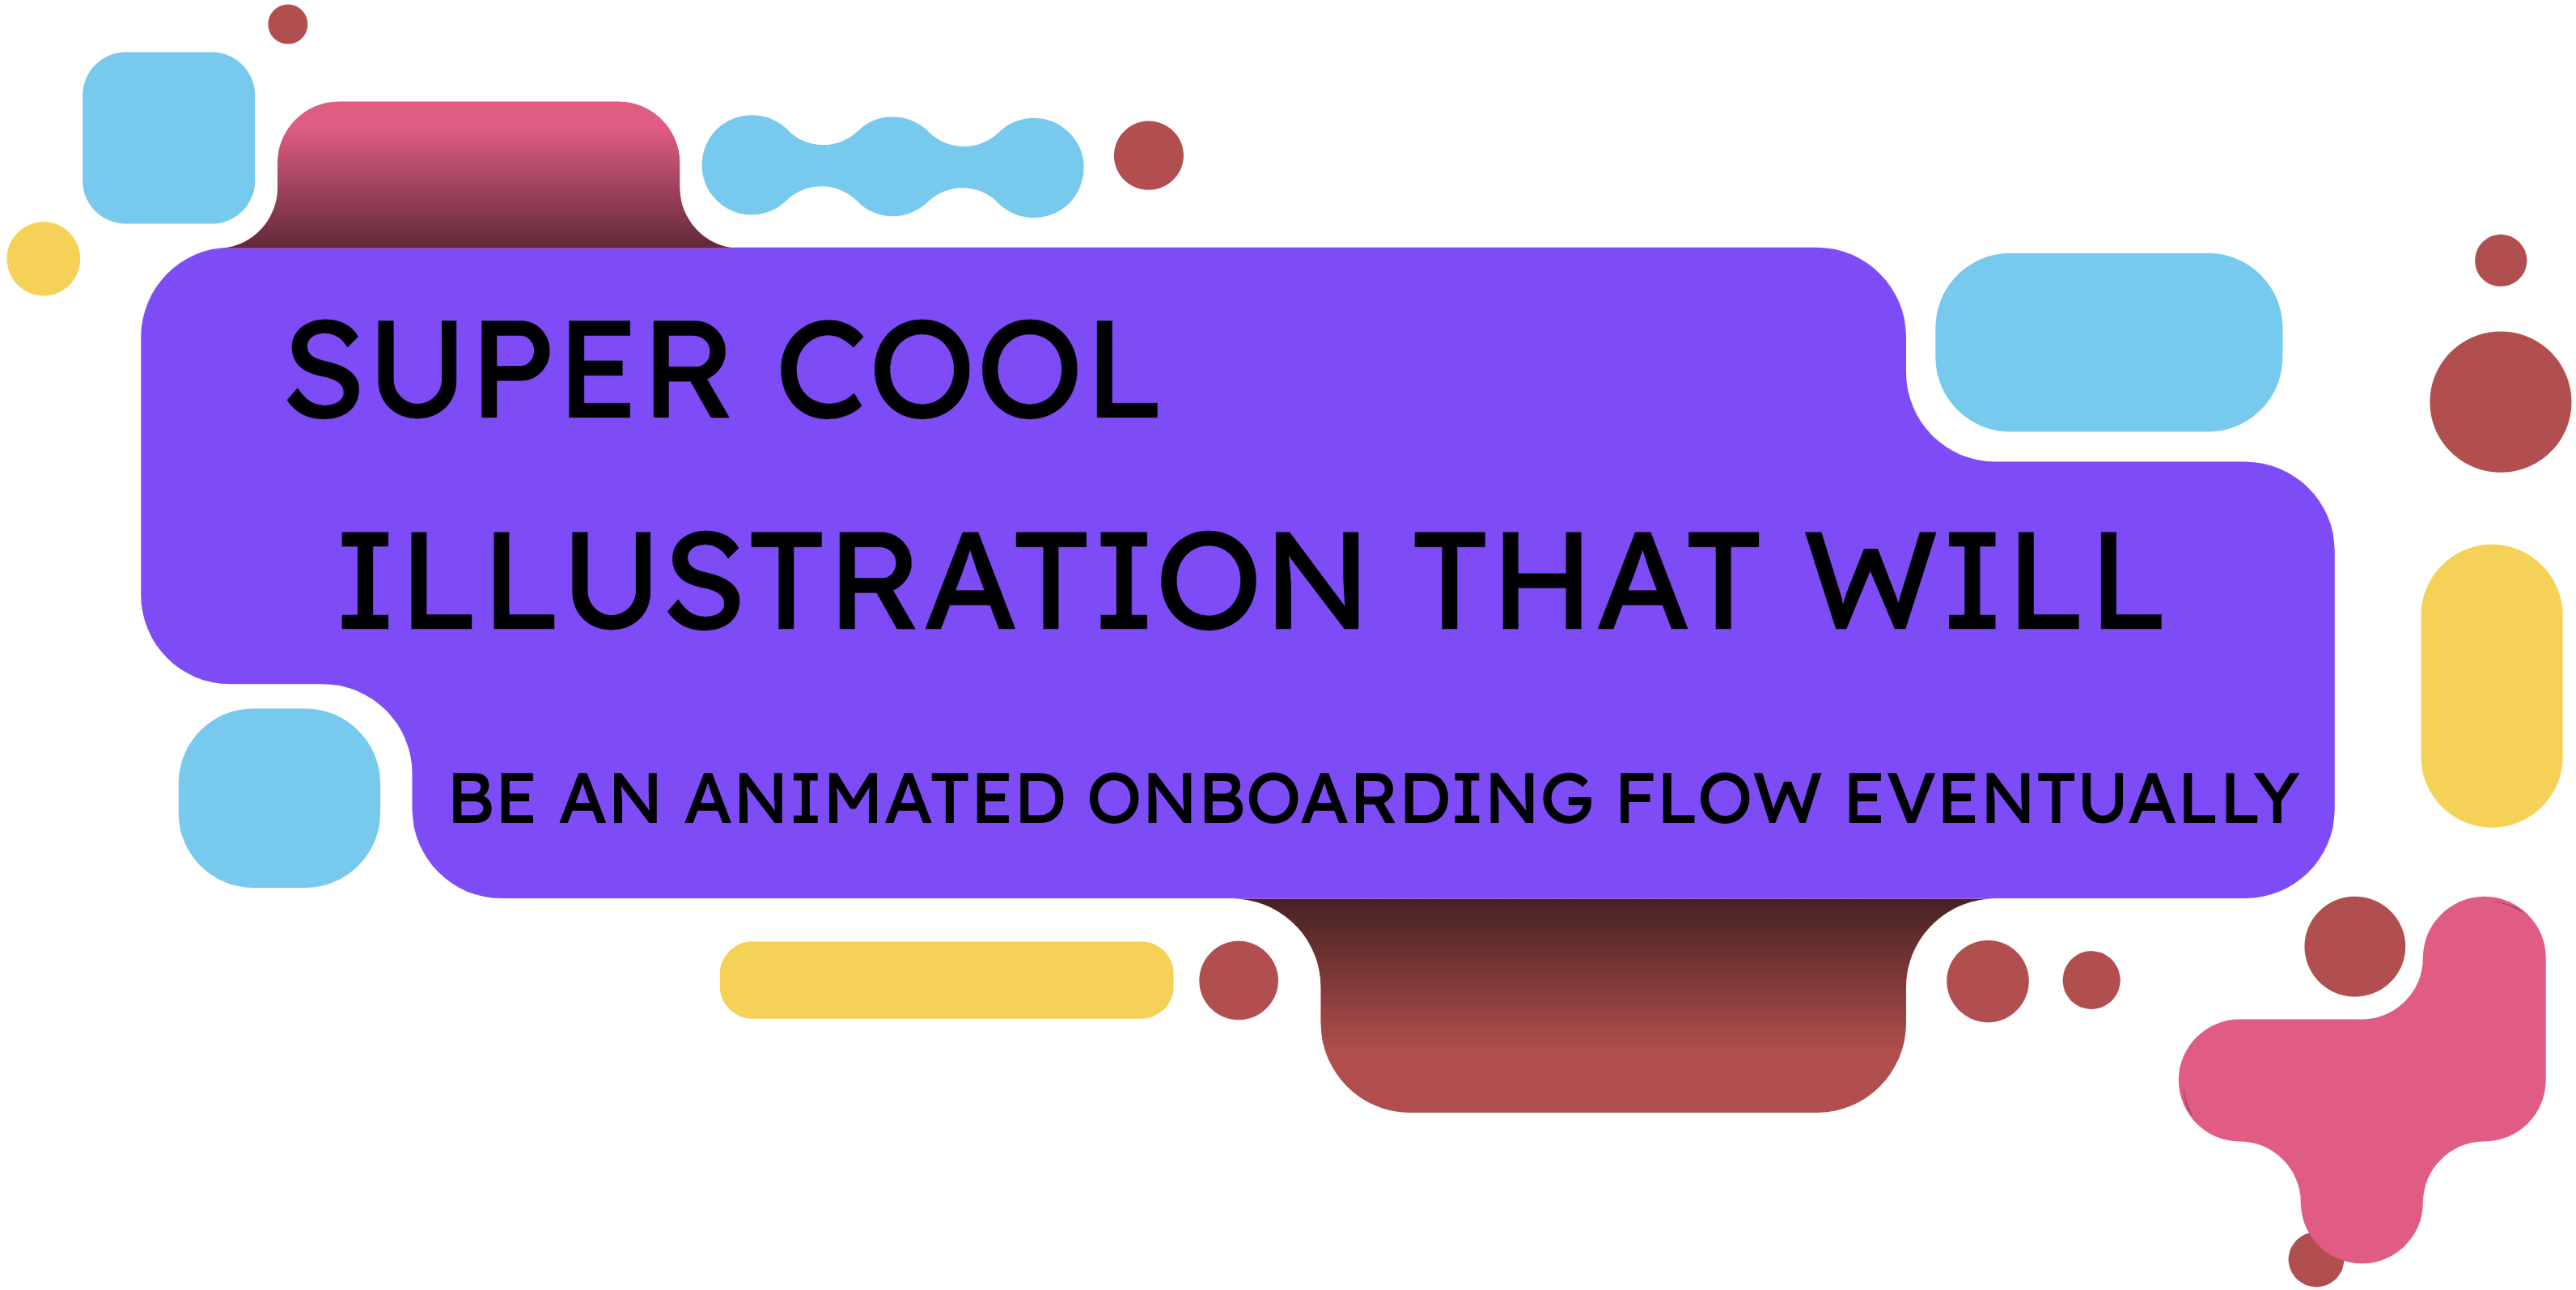 SUPER COOL
ILLUSTRATION THAT WILL
BE AN ANIMATED ONBOARDING FLOW EVENTUALLY